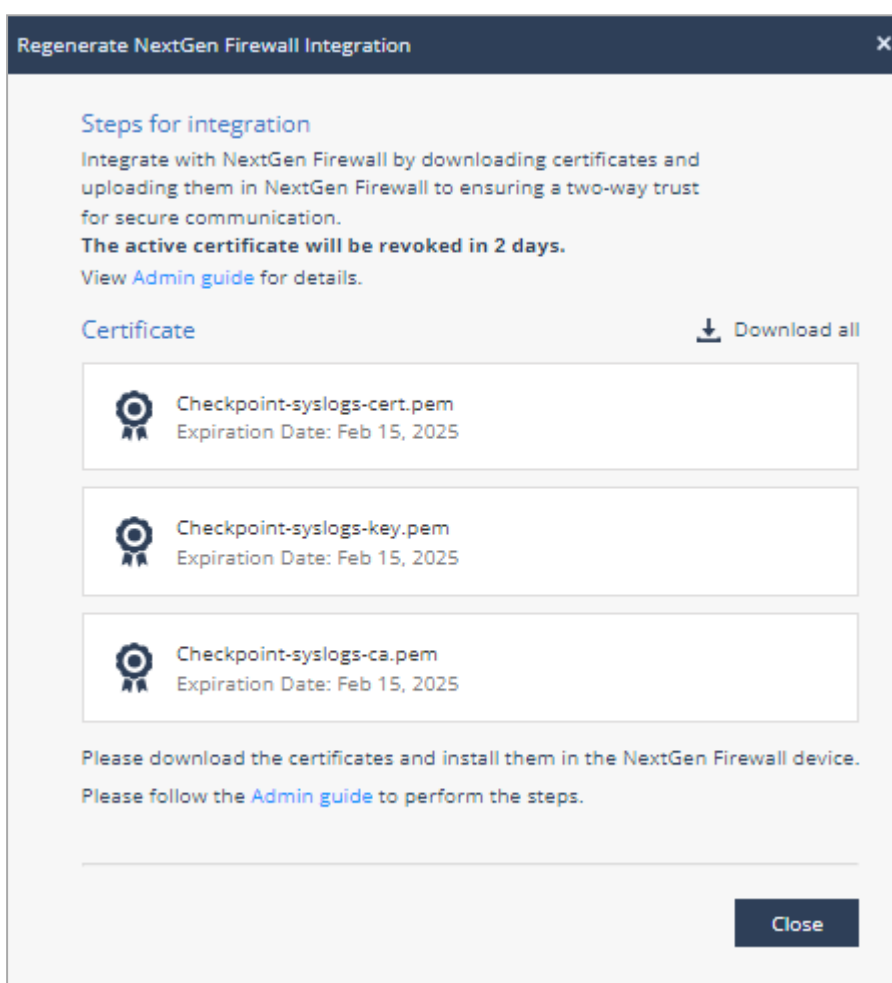 Regenerate NextGen Firewall Integration ×
Steps for integration
Integrate with NextGen Firewall by downloading certificates and
uploading them in NextGen Firewall to ensuring a two-way trust
for secure communication.
The active certificate will be revoked in 2 days.
View Admin guide for details.
Certificate Download all
Checkpoint-syslogs-cert.pem
Expiration Date: Feb 15, 2025
Checkpoint-syslogs-key.pem
Expiration Date: Feb 15, 2025
Checkpoint-syslogs-ca.pem
Expiration Date: Feb 15, 2025
Please download the certificates and install them in the NextGen Firewall device.
Please follow the Admin guide to perform the steps.
Close